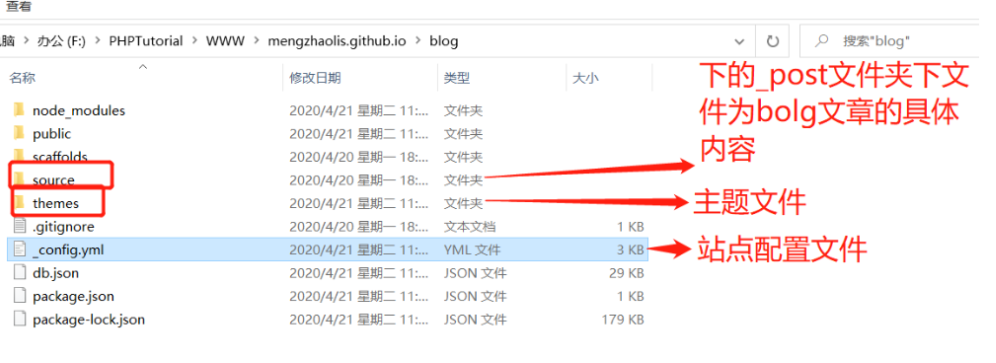 查看
脑 > 办公 (F:) > PHPTutorial > WWW > mengzhaolis.github.io > blog
搜索"blog"
名称 修改日期 类型 大小
node_modules 2020/4/21 星期二 11:... 文件夹
public 2020/4/21 星期二 11:... 文件夹
scaffolds 2020/4/20 星期一 18:... 文件夹
source 2020/4/20 星期一 18:... 文件夹
themes 2020/4/21 星期二 11:... 文件夹
.gitignore 2020/4/20 星期一 18:... 文本文档 1 KB
_config.yml 2020/4/21 星期二 11:... YML 文件 3 KB
db.json 2020/4/21 星期二 11:... JSON 文件 29 KB
package.json 2020/4/21 星期二 11:... JSON 文件 1 KB
package-lock.json 2020/4/21 星期二 11:... JSON 文件 179 KB
下的_post文件夹下文
件为bolg文章的具体
内容
主题文件
站点配置文件